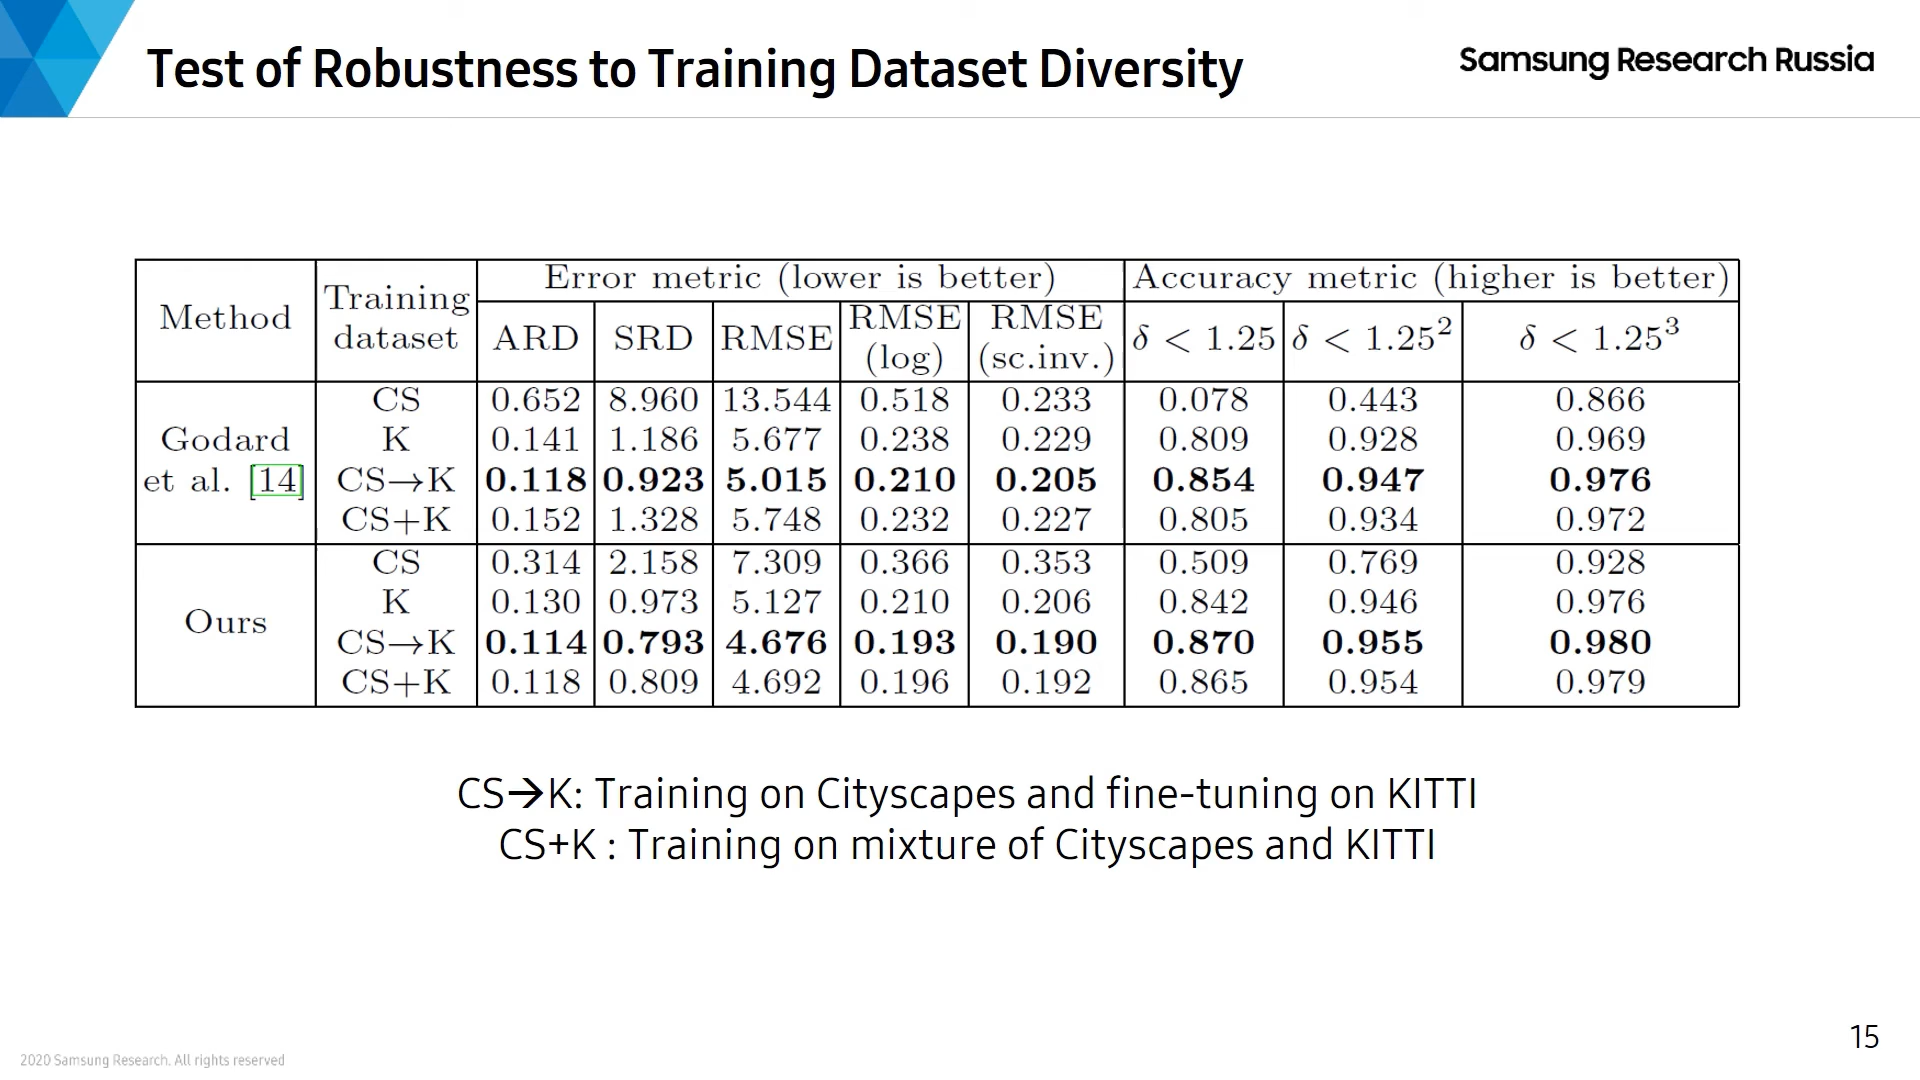 Test of Robustness to Training Dataset Diversity
Samsung Research Russia
Method Training dataset Error metric (lower is better) Accuracy metric (higher is better)
ARD SRD RMSE RMSE (log) RMSE (sc.inv.) δ < 1.25 δ < 1.25² δ < 1.25³
Godard et al. [14]
CS 0.652 8.960 13.544 0.518 0.233 0.078 0.443 0.866
K 0.141 1.186 5.677 0.238 0.229 0.809 0.928 0.969
CS→K 0.118 0.923 5.015 0.210 0.205 0.854 0.947 0.976
CS+K 0.152 1.328 5.748 0.232 0.227 0.805 0.934 0.972
Ours
CS 0.314 2.158 7.309 0.366 0.353 0.509 0.769 0.928
K 0.130 0.973 5.127 0.210 0.206 0.842 0.946 0.976
CS→K 0.114 0.793 4.676 0.193 0.190 0.870 0.955 0.980
CS+K 0.118 0.809 4.692 0.196 0.192 0.865 0.954 0.979
CS→K: Training on Cityscapes and fine-tuning on KITTI
CS+K : Training on mixture of Cityscapes and KITTI
15
2020 Samsung Research. All rights reserved